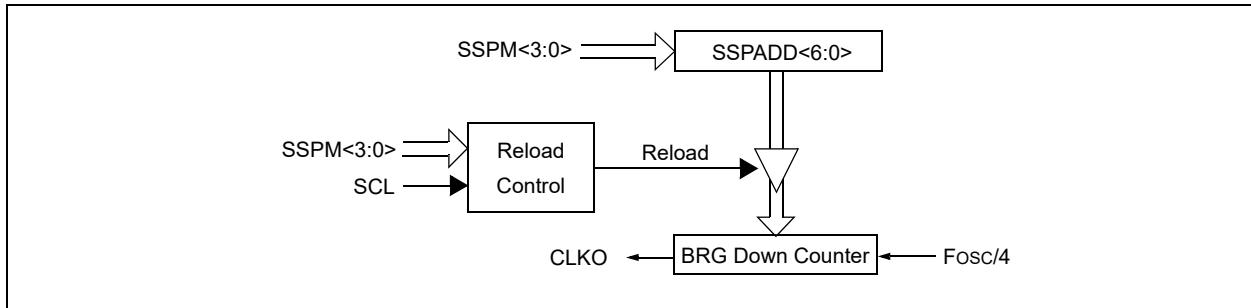 SSPM<3:0>
SSPADD<6:0>
SSPM<3:0>
SCL
Reload
Control
Reload
CLKO
BRG Down Counter
FOSC/4